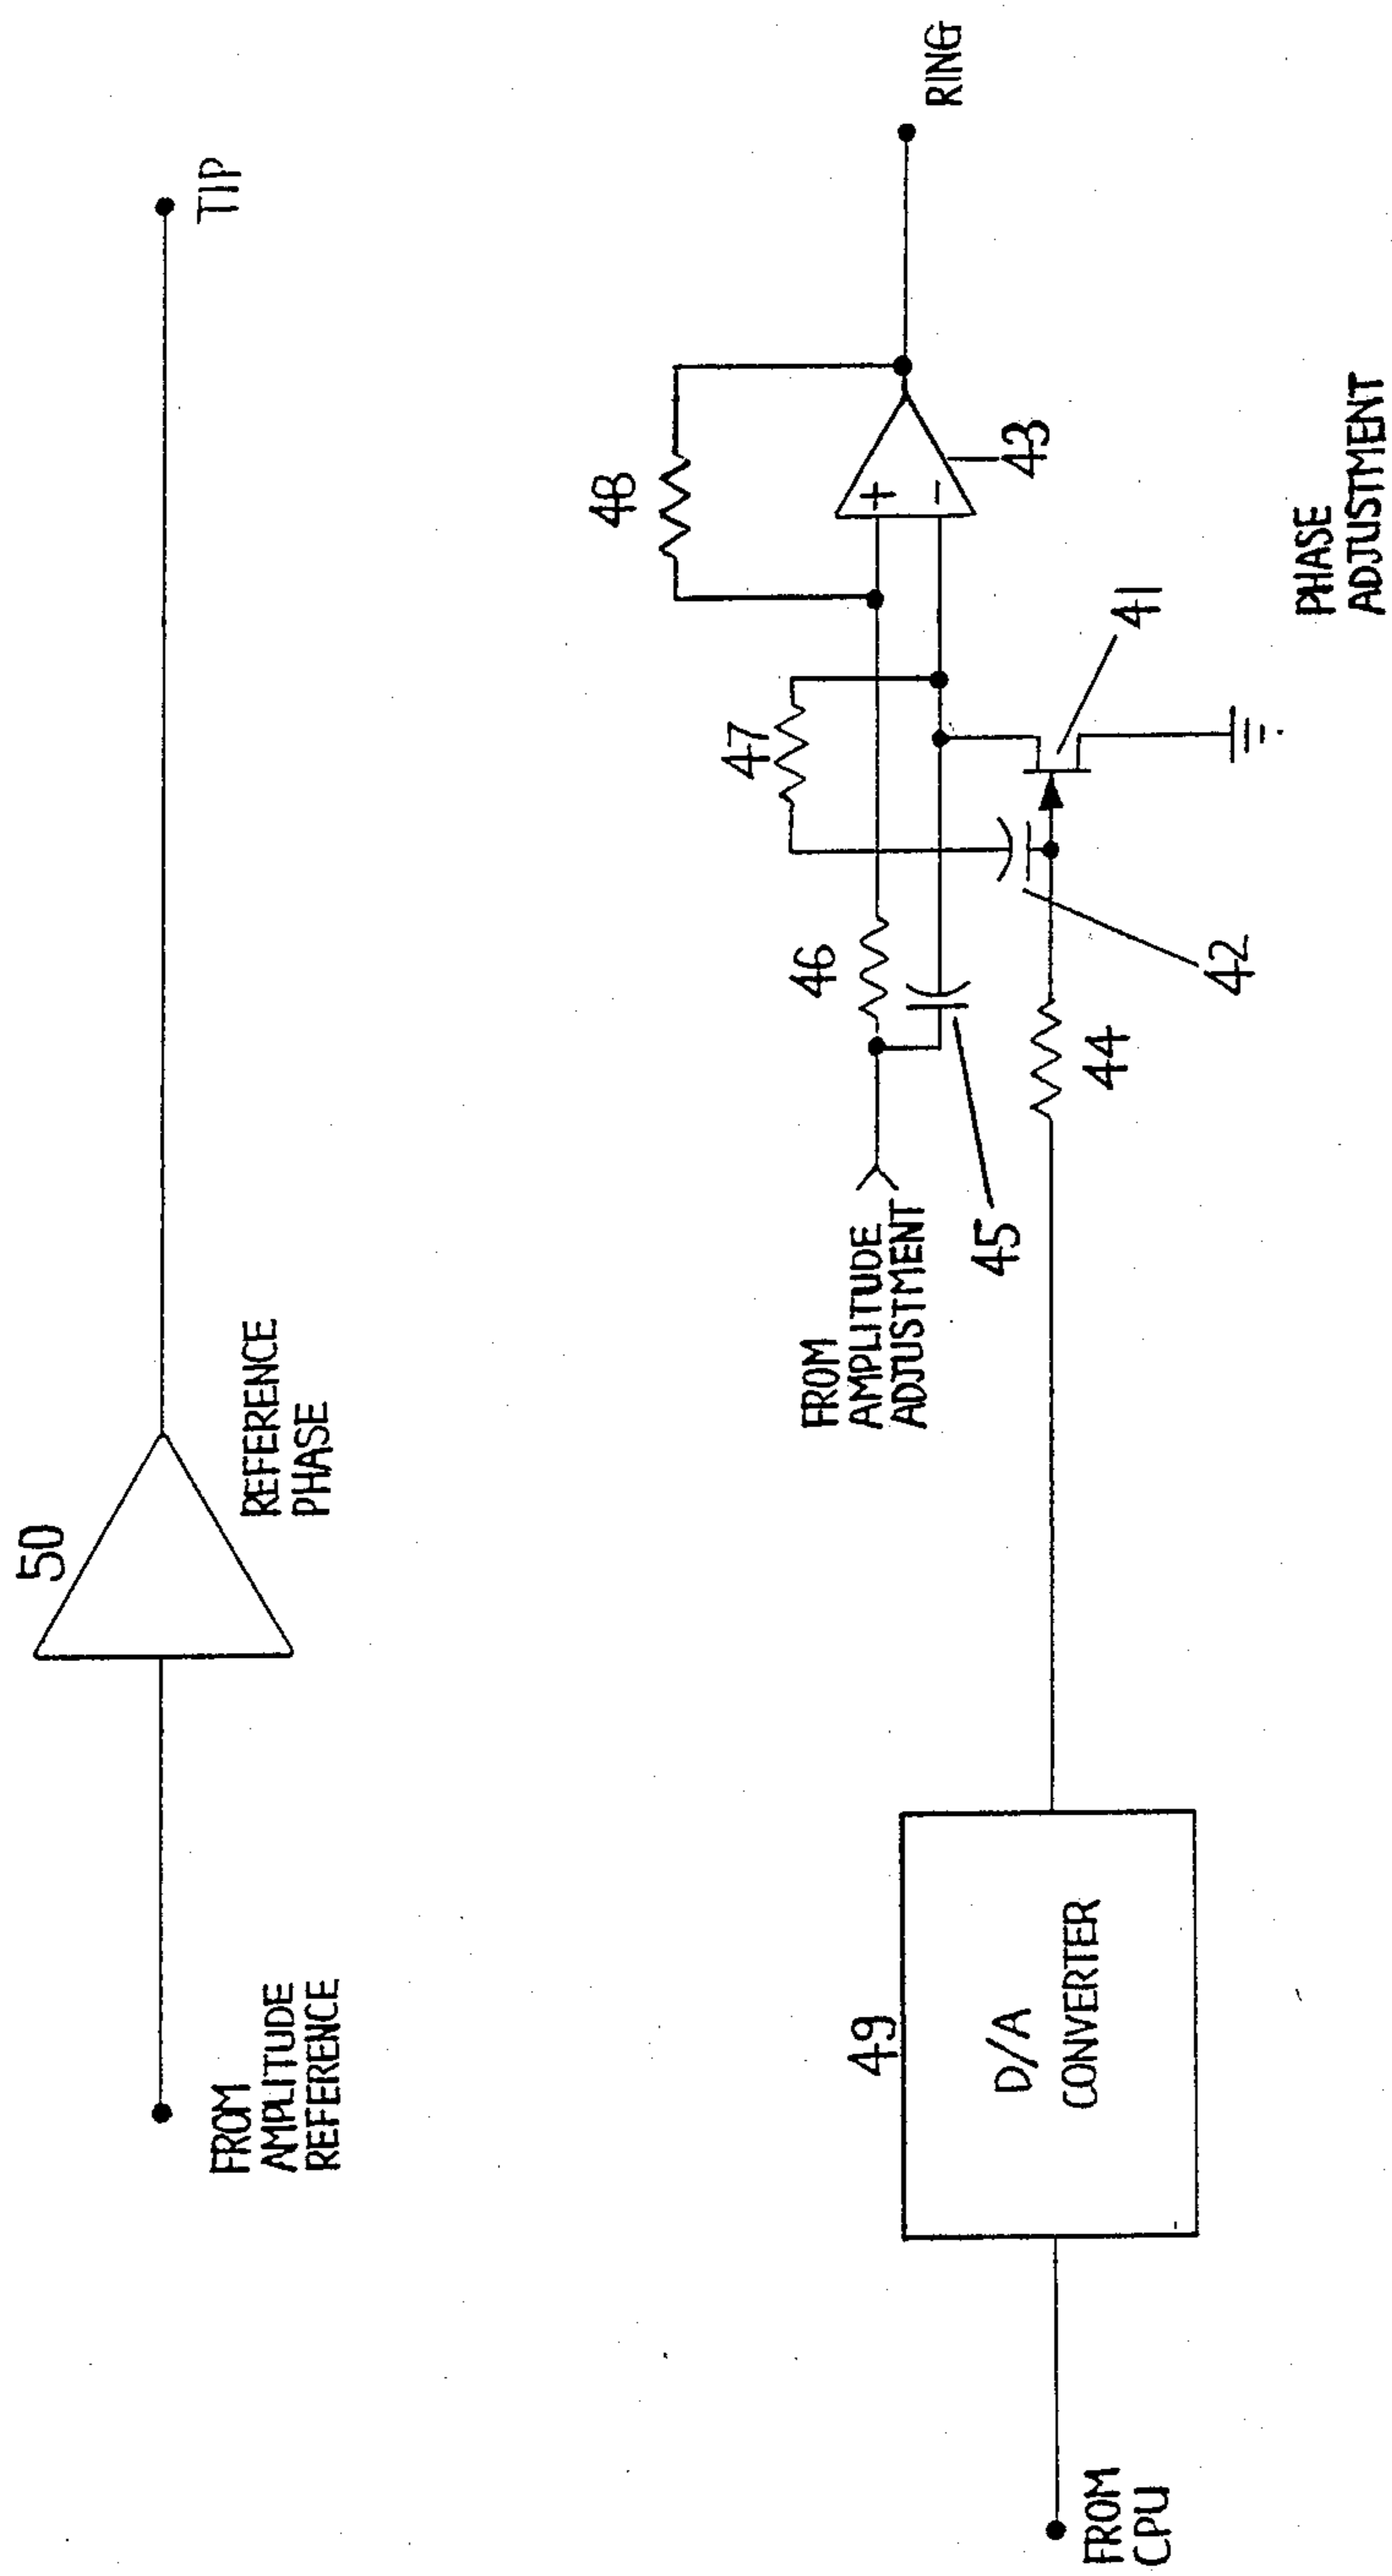 50
TIP
REFERENCE
PHASE
FROM
AMPLITUDE
REFERENCE
48
RING
47
46
+
-
43
FROM
AMPLITUDE
ADJUSTMENT
45
41
42
44
49
D/A
CONVERTER
FROM
CPU
PHASE
ADJUSTMENT